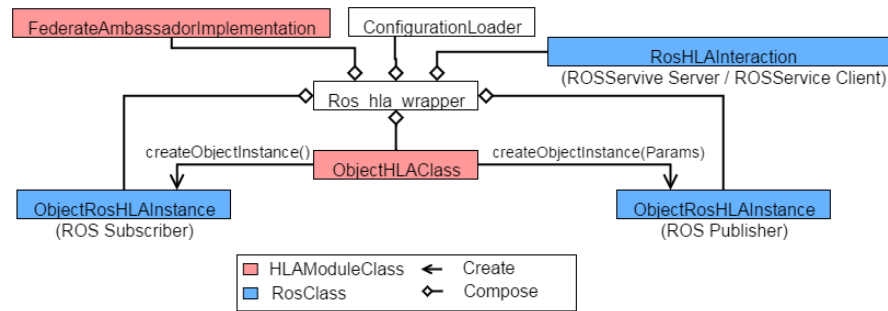 FederateAmbassadorImplementation
ConfigurationLoader
RosHLAInteraction
(ROSServive Server / ROSService Client)
Ros_hla_wrapper
createObjectInstance()
createObjectInstance(Params)
ObjectHLAClass
ObjectRosHLAInstance
(ROS Subscriber)
ObjectRosHLAInstance
(ROS Publisher)
HLAModuleClass
Create
RosClass
Compose